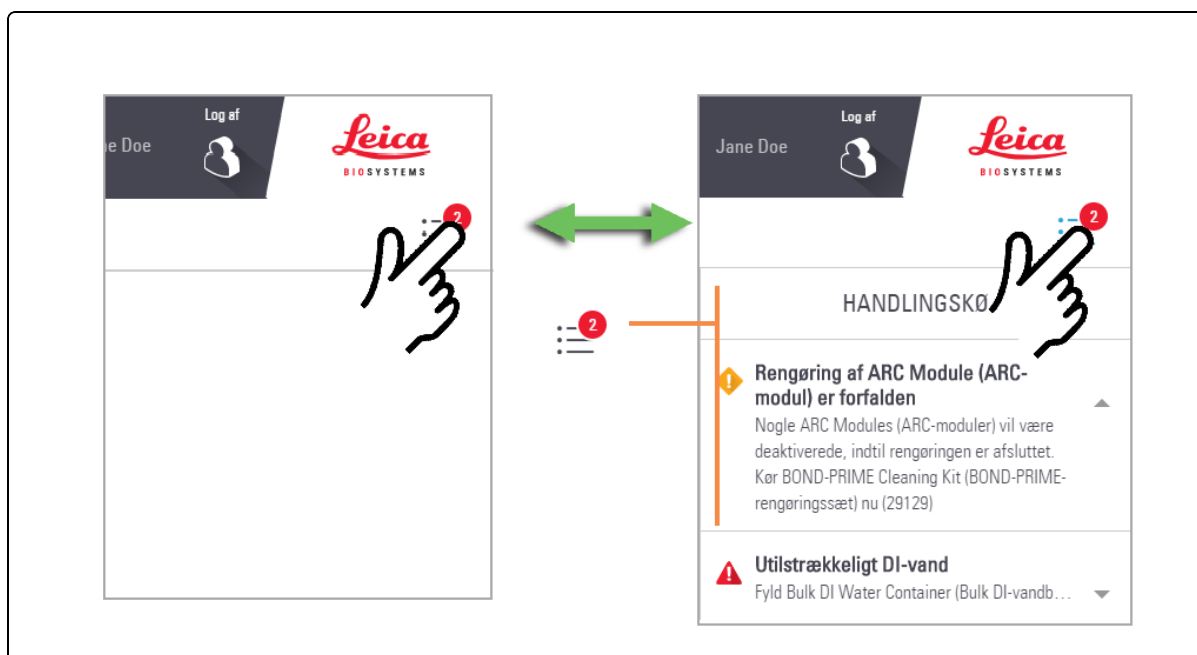 Log af
e Doe
Leica
BIOSYSTEMS
2
2
Log af
Jane Doe
Leica
BIOSYSTEMS
2
HANDLINGSKØ
Rengøring af ARC Module (ARC-
modul) er forfalden
Nogle ARC Modules (ARC-moduler) vil være
deaktiverede, indtil rengøringen er afsluttet.
Kør BOND-PRIME Cleaning Kit (BOND-PRIME-
rengøringssæt) nu (29129)
Utilstrækkeligt DI-vand
Fyld Bulk DI Water Container (Bulk DI-vandb…